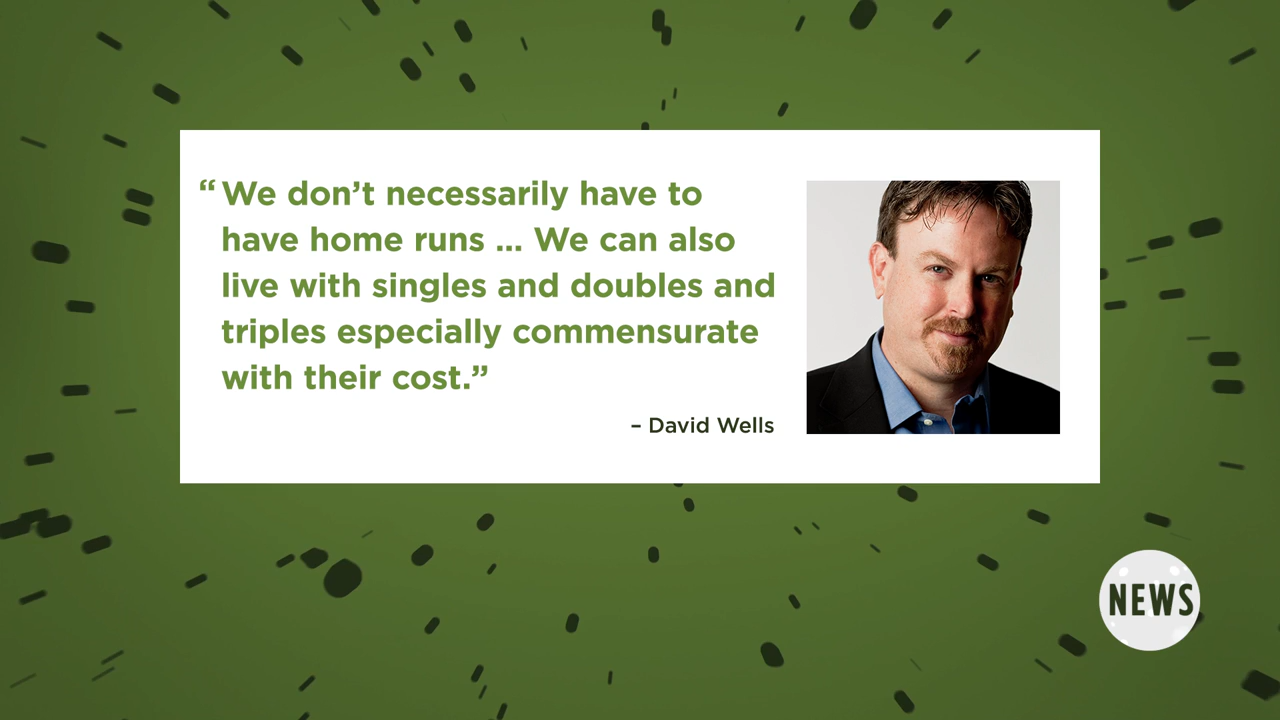 “We don’t necessarily have to
have home runs ... We can also
live with singles and doubles and
triples especially commensurate
with their cost.”
– David Wells
NEWS